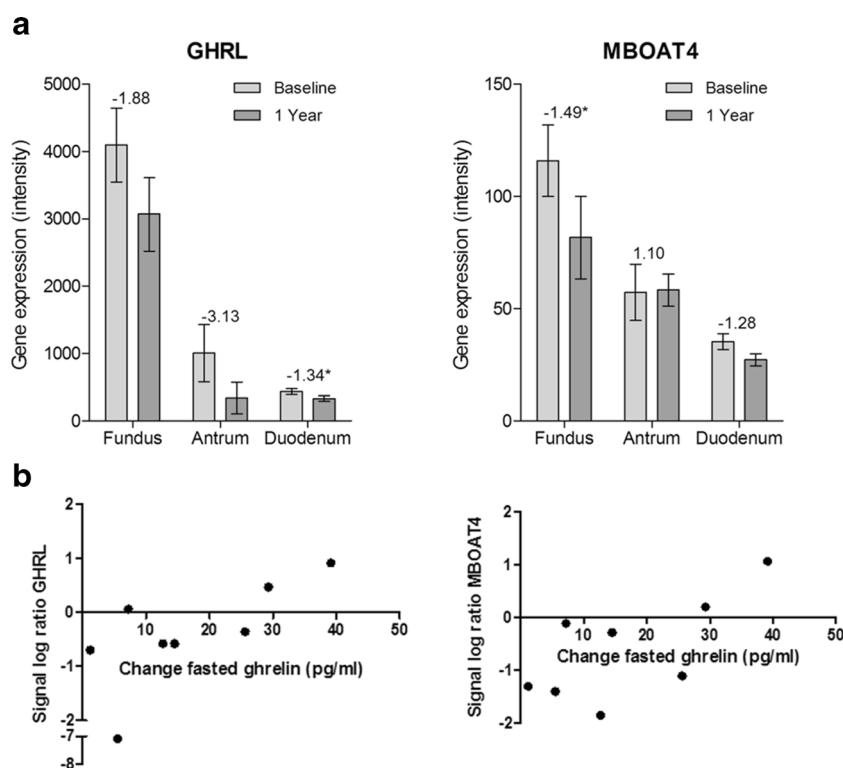 a
GHRL
5000
4000
3000
2000
1000
0
Gene expression (intensity)
Baseline
1 Year
-1.88
-3.13
-1.34*
Fundus Antrum Duodenum
MBOAT4
150
100
50
0
Gene expression (intensity)
Baseline
1 Year
-1.49*
1.10
-1.28
Fundus Antrum Duodenum
b
2
1
0
-1
-2
-7
-8
Signal log ratio GHRL
10 20 30 40 50
Change fasted ghrelin (pg/ml)
2
1
0
-1
-2
Signal log ratio MBOAT4
10 20 30 40 50
Change fasted ghrelin (pg/ml)